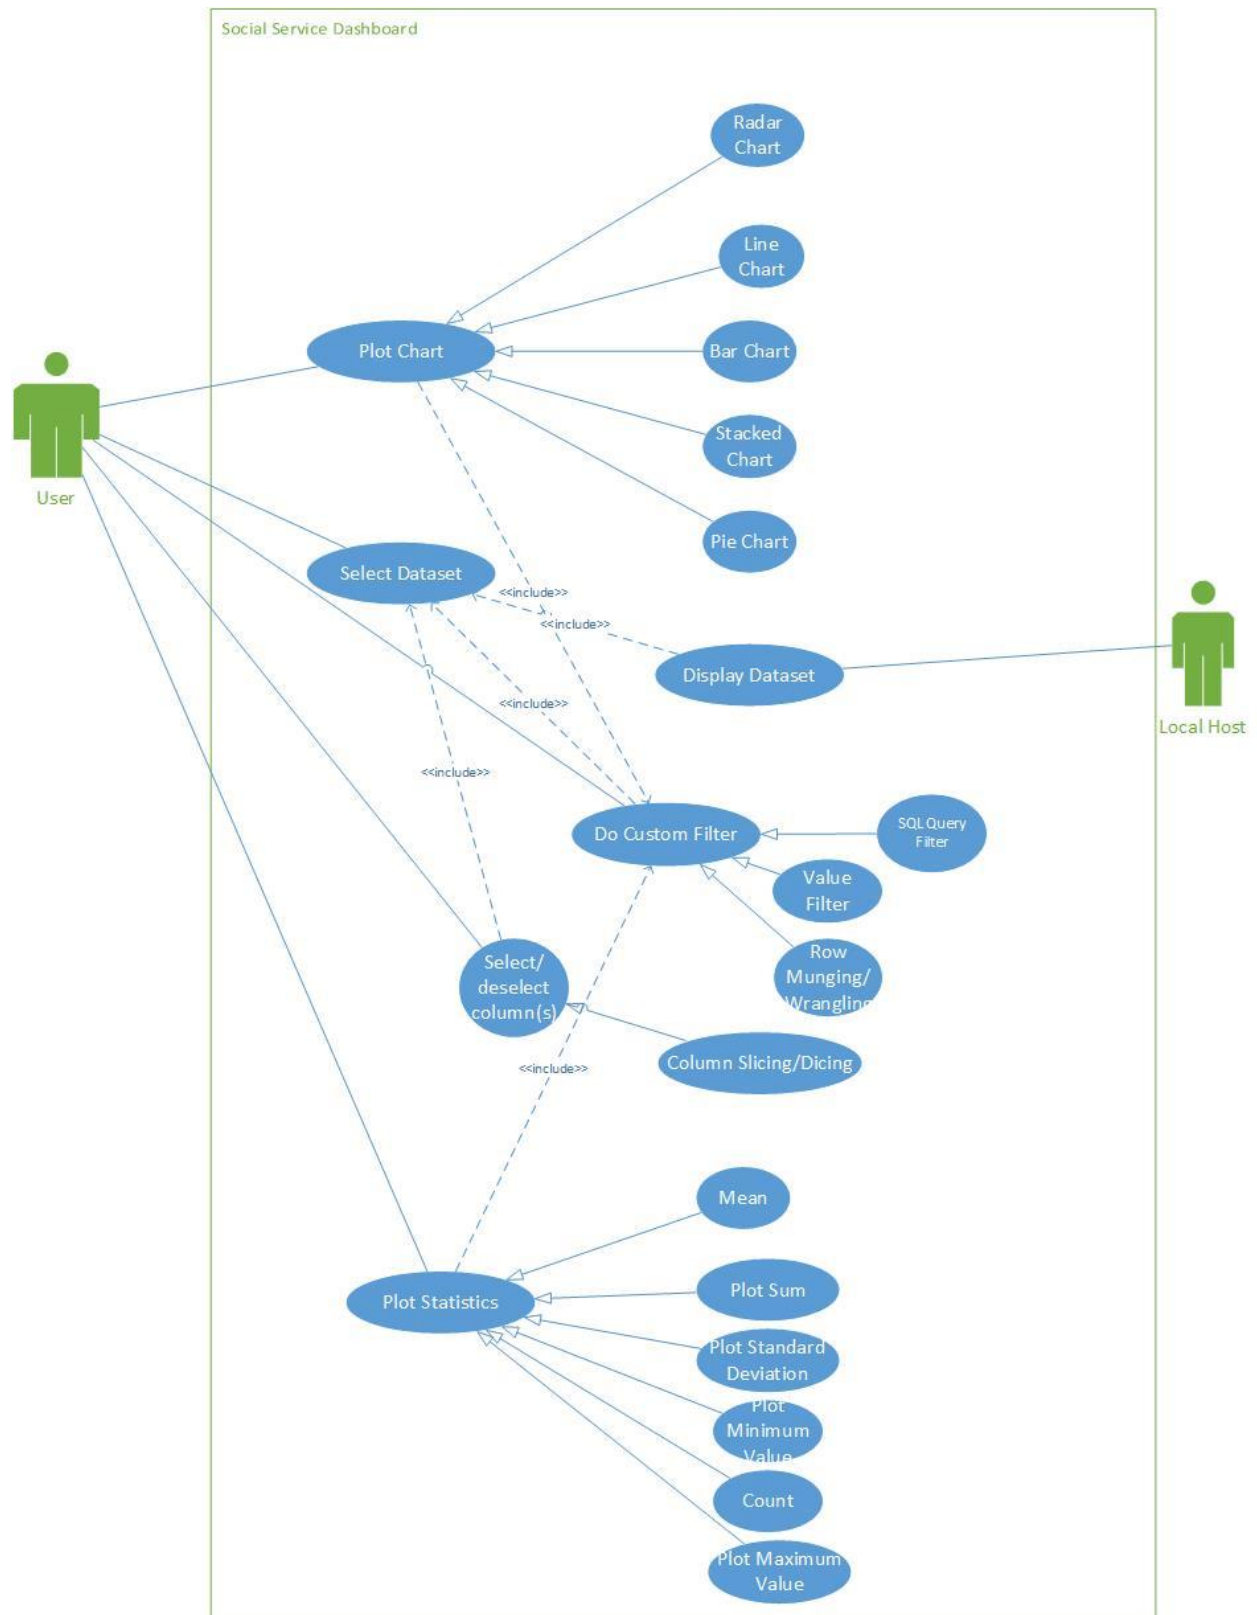 Social Service Dashboard
Radar
Chart
Line
Chart
Plot Chart
Bar Chart
Stacked
Chart
User
Pie Chart
Select Dataset
<<include>>
<<include>>
Display Dataset
<<include>>
Local Host
<<include>>
SQL Query
Filter
Do Custom Filter
Value
Filter
Select/
deselect
column(s)
Row
Munging/
Wrangling
<<include>>
Column Slicing/Dicing
Mean
Plot Sum
Plot Statistics
Plot Standard
Deviation
Plot
Minimum
Value
Count
Plot Maximum
Value